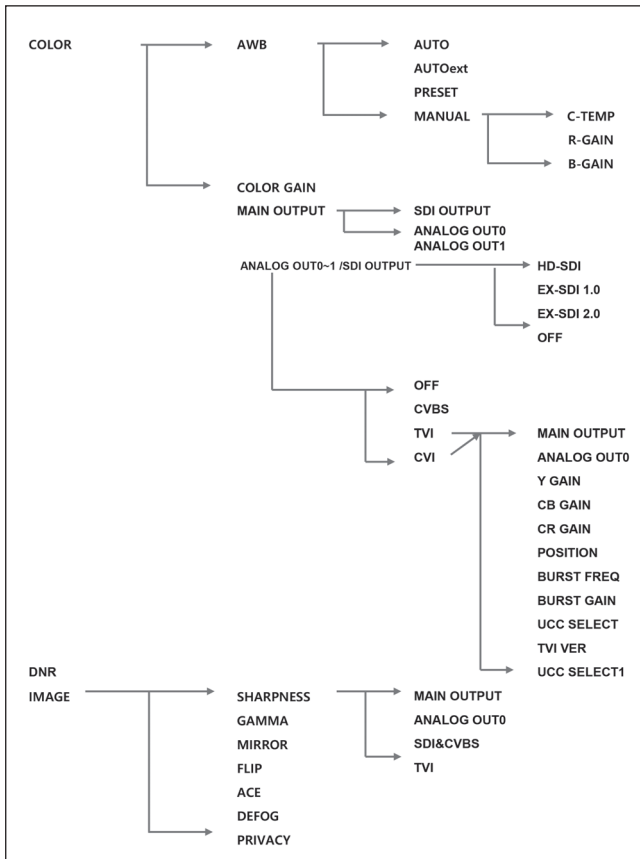 COLOR AWB AUTO
AUTOext
PRESET
MANUAL C-TEMP
R-GAIN
B-GAIN
COLOR GAIN
MAIN OUTPUT SDI OUTPUT
ANALOG OUT0
ANALOG OUT1
ANALOG OUT0~1 /SDI OUTPUT HD-SDI
EX-SDI 1.0
EX-SDI 2.0
OFF
OFF
CVBS
TVI MAIN OUTPUT
CVI ANALOG OUT0
Y GAIN
CB GAIN
CR GAIN
POSITION
BURST FREQ
BURST GAIN
UCC SELECT
TVI VER
DNR UCC SELECT1
IMAGE SHARPNESS MAIN OUTPUT
GAMMA ANALOG OUT0
MIRROR SDI&CVBS
FLIP TVI
ACE
DEFOG
PRIVACY